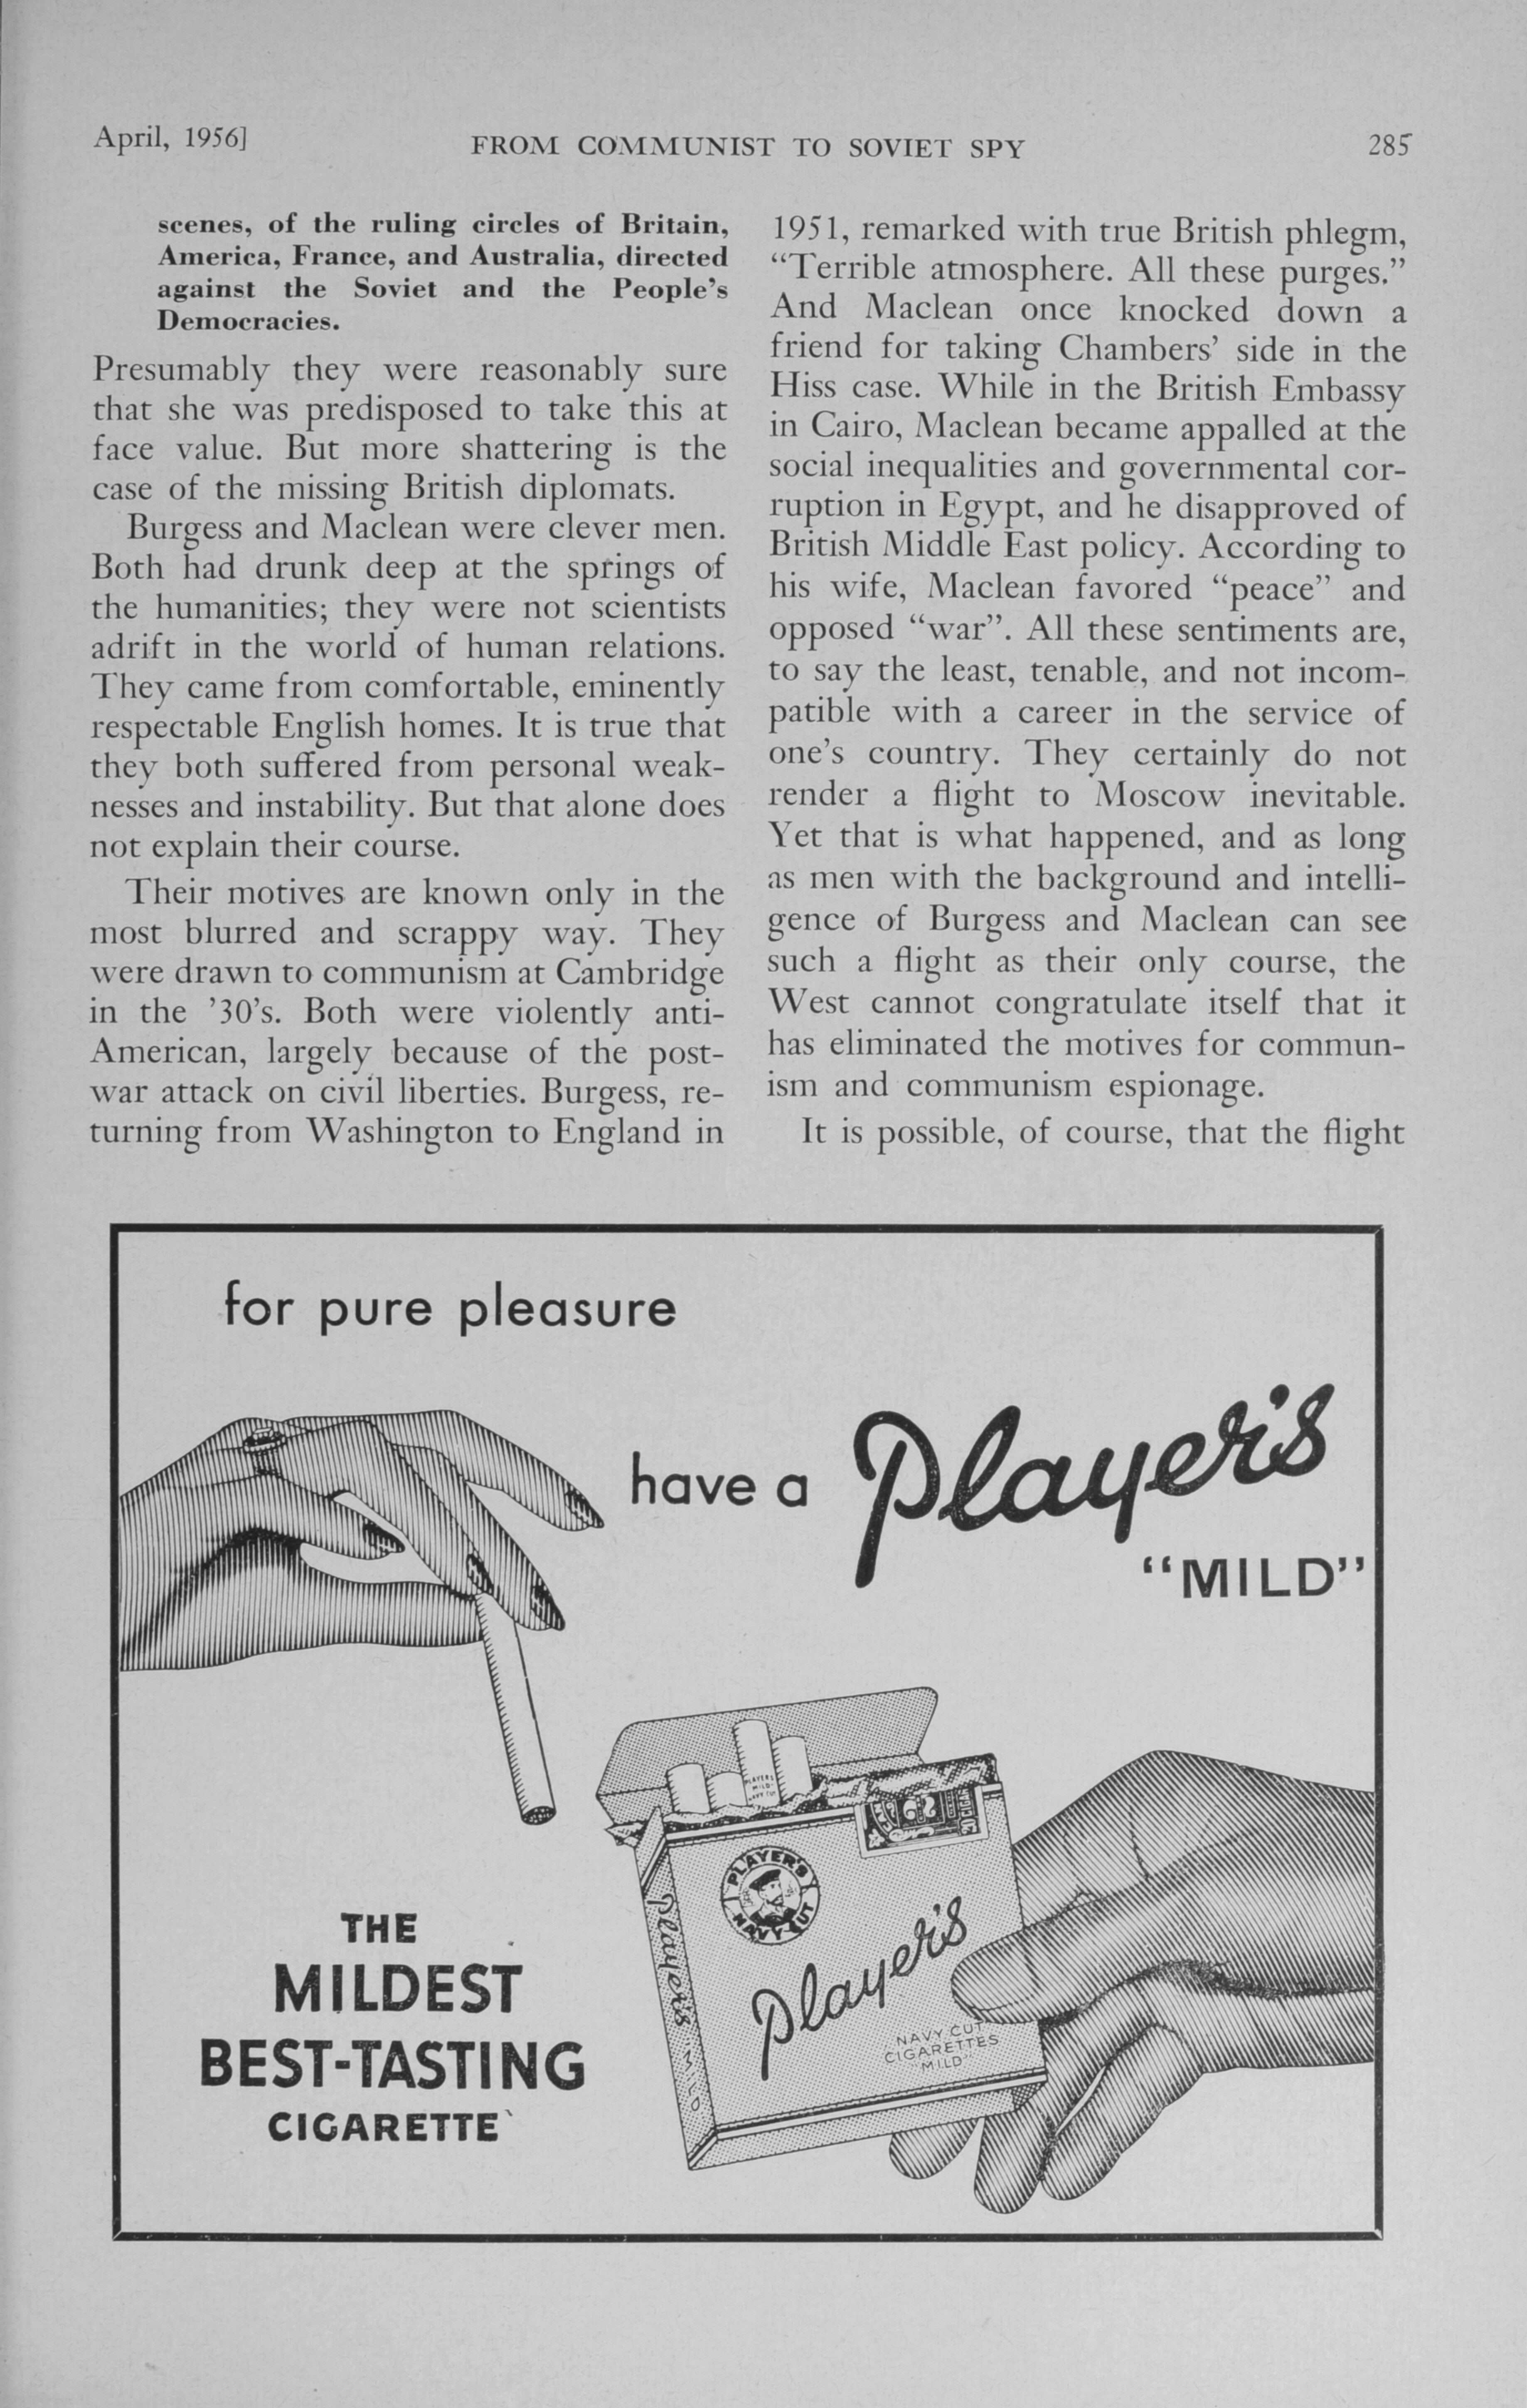 April, 1956]
FROM COMMUNIST TO SOVIET SPY
285
scenes, of the ruling circles of Britain,
America, France, and Australia, directed
against the Soviet and the People's
Democracies.
Presumably they were reasonably sure
that she was predisposed to take this at
face value. But more shattering is the
case of the missing British diplomats.
Burgess and Maclean were clever men.
Both had drunk deep at the springs of
the humanities; they were not scientists
adrift in the world of human relations.
They came from comfortable, eminently
respectable English homes. It is true that
they both suffered from personal weak-
nesses and instability. But that alone does
not explain their course.
Their motives are known only in the
most blurred and scrappy way. They
were drawn to communism at Cambridge
in the '30's. Both were violently anti-
American, largely because of the post-
war attack on civil liberties. Burgess, re-
turning from Washington to England in
1951, remarked with true British phlegm,
“Terrible atmosphere. All these purges.”
And Maclean once knocked down a
friend for taking Chambers' side in the
Hiss case. While in the British Embassy
in Cairo, Maclean became appalled at the
social inequalities and governmental cor-
ruption in Egypt, and he disapproved of
British Middle East policy. According to
his wife, Maclean favored “peace” and
opposed “war”. All these sentiments are,
to say the least, tenable, and not incom-
patible with a career in the service of
one's country. They certainly do not
render a flight to Moscow inevitable.
Yet that is what happened, and as long
as men with the background and intelli-
gence of Burgess and Maclean can see
such a flight as their only course, the
West cannot congratulate itself that it
has eliminated the motives for commun-
ism and communism espionage.
It is possible, of course, that the flight
for pure pleasure
have a Player's
“MILD”
THE
MILDEST
BEST-TASTING
CIGARETTE
PLAYER'S
NAVY CUT
Player's
NAVY CUT
CIGARETTES
"MILD"
Player's "MILD"